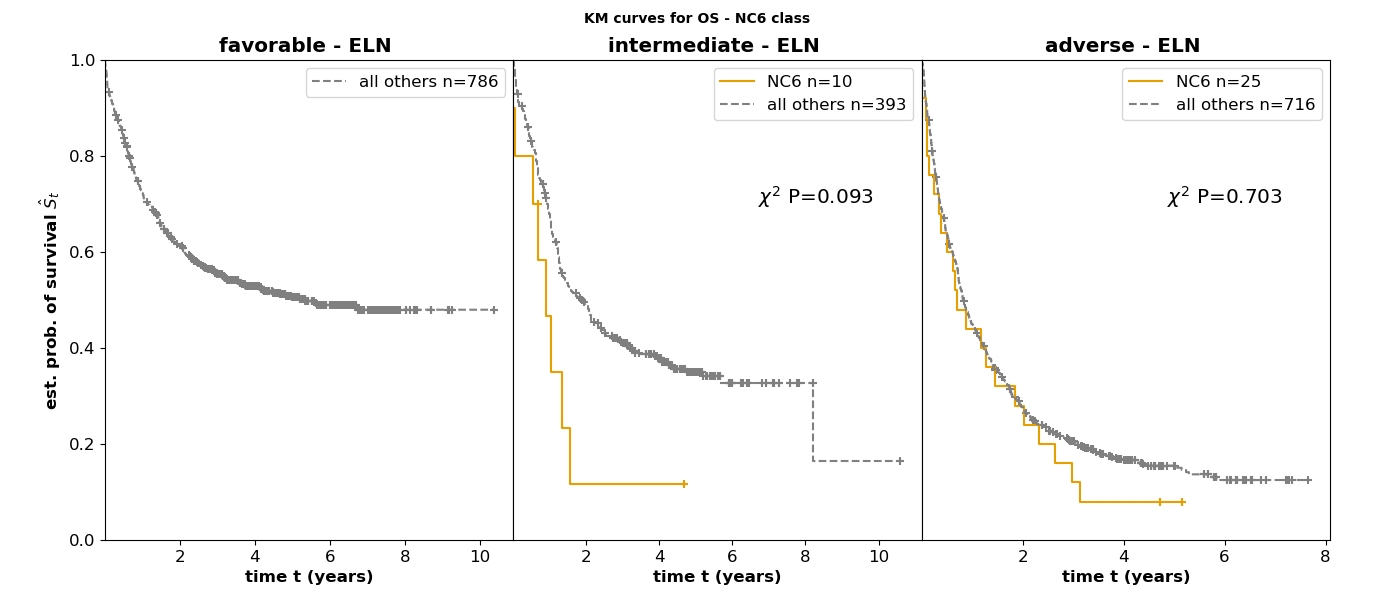 KM curves for OS - NC6 class
favorable - ELN
intermediate - ELN
adverse - ELN
est. prob. of survival Ŝt
1.0
0.8
0.6
0.4
0.2
0.0
all others n=786
2 4 6 8 10
time t (years)
NC6 n=10
all others n=393
χ² P=0.093
2 4 6 8 10
time t (years)
NC6 n=25
all others n=716
χ² P=0.703
2 4 6 8
time t (years)